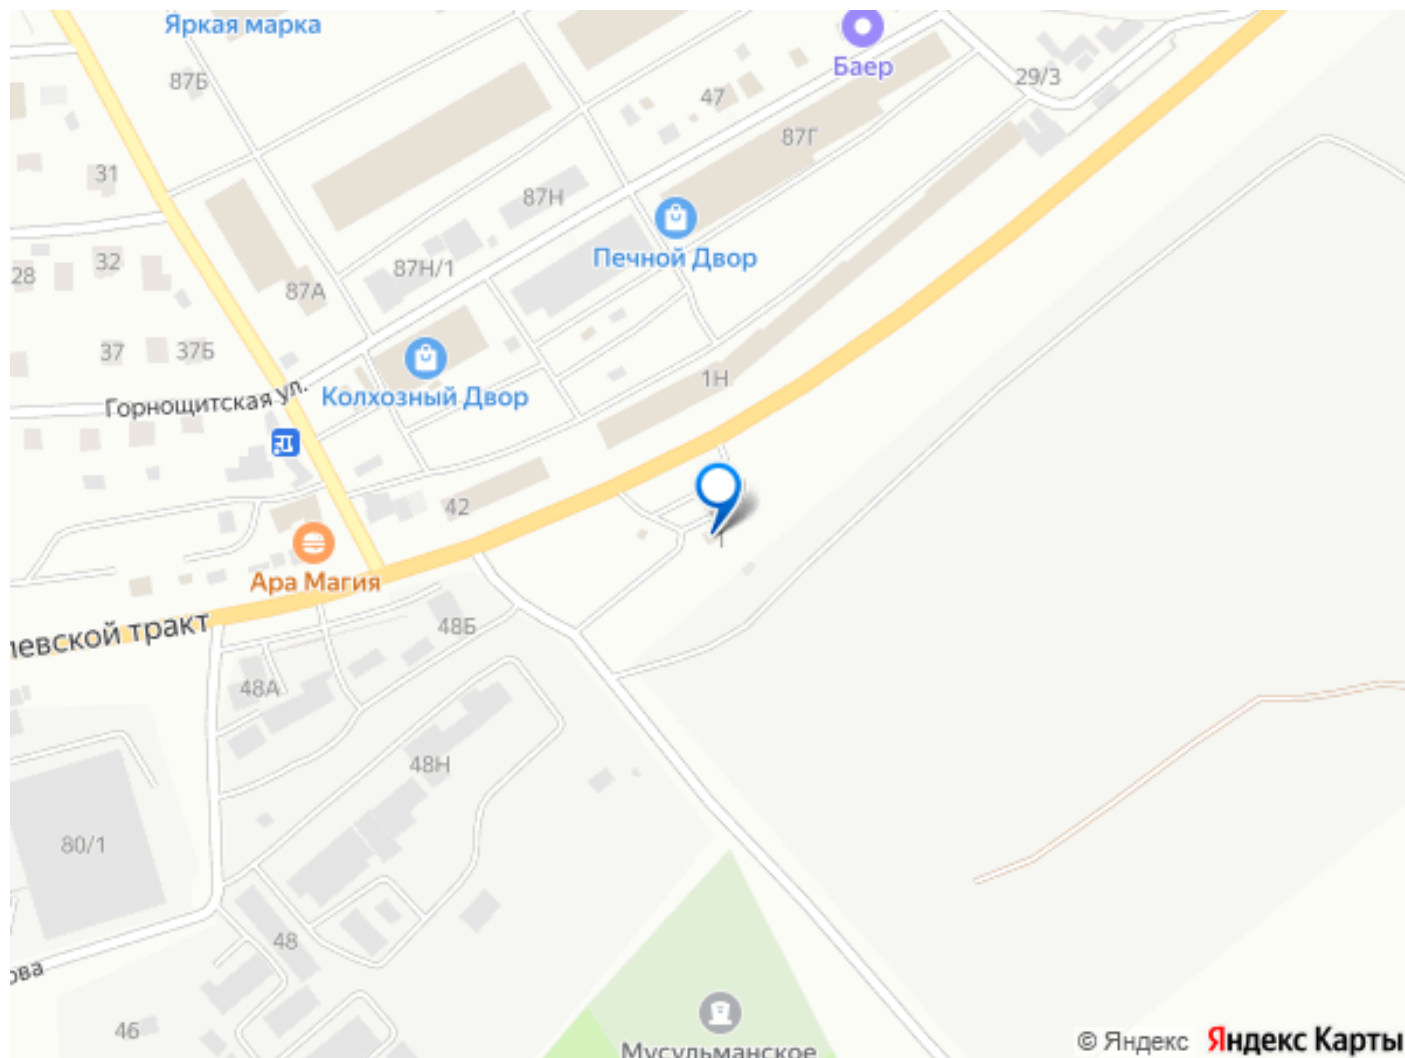 Яркая марка
87Б
Баер
29/3
47
87Г
31
87Н
Печной Двор
32
28
87Н/1
87А
37
37Б
1Н
Горнощитская ул.
Колхозный Двор
42
1
Ара Магия
левской тракт
48Б
48А
48Н
80/1
48
ова
46
Мусульманское
© Яндекс Яндекс Карты